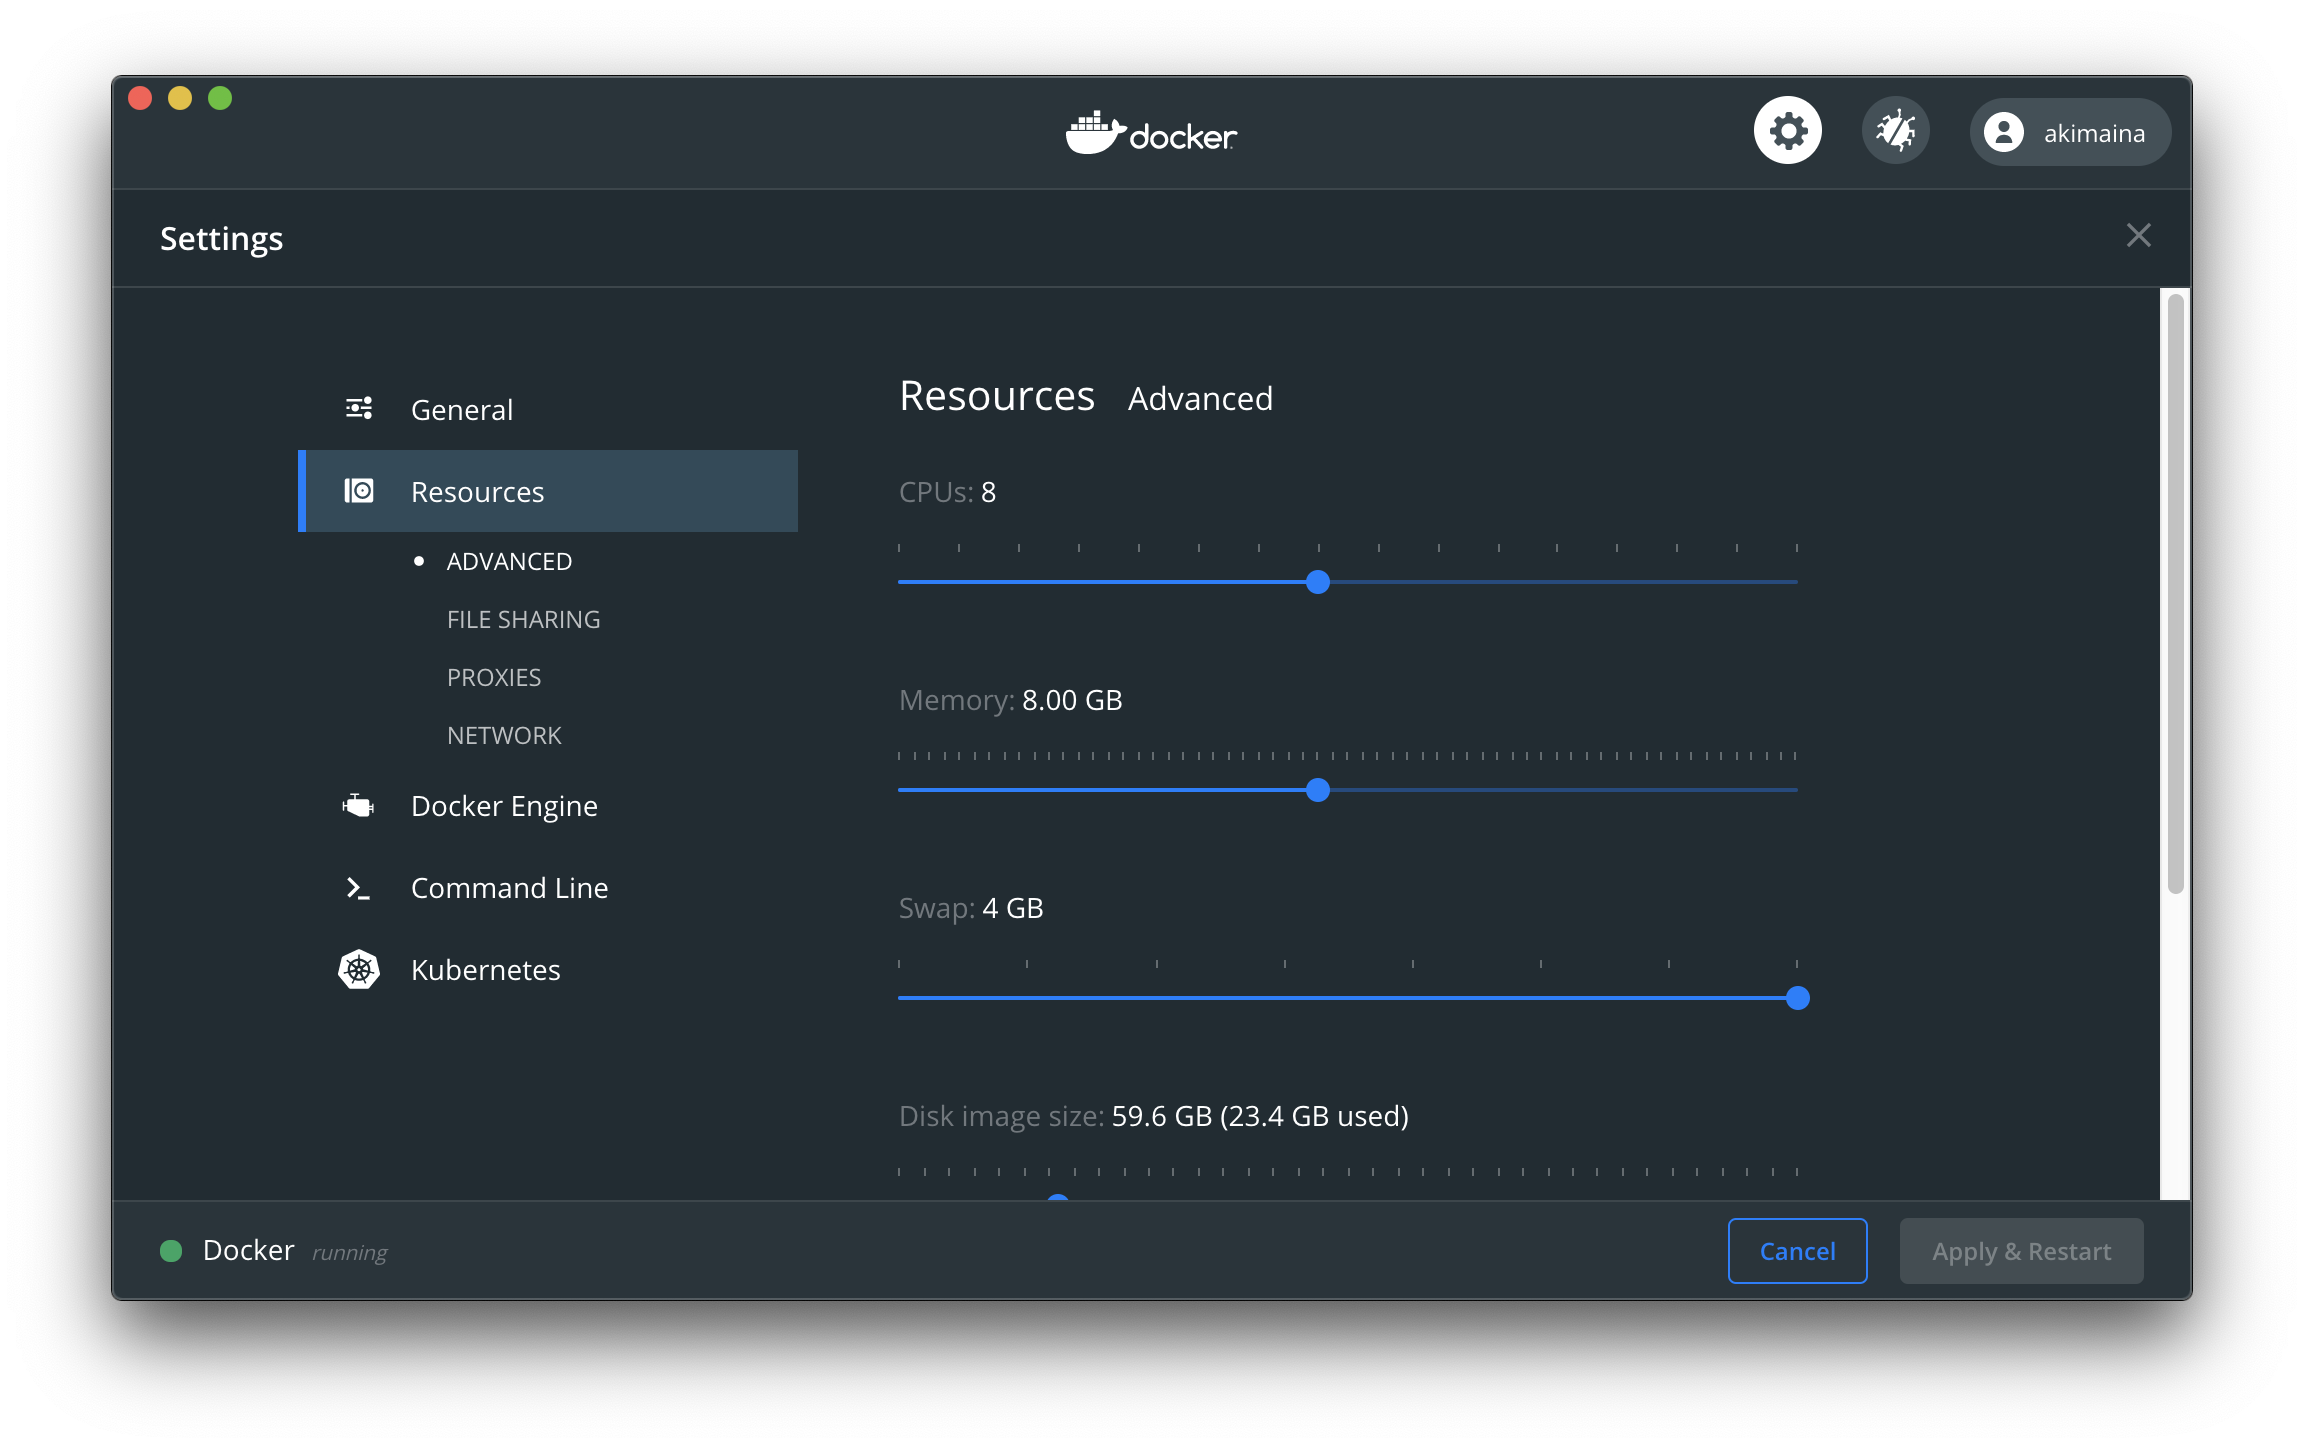 docker
akimaina
Settings
General
Resources
ADVANCED
FILE SHARING
PROXIES
NETWORK
Docker Engine
Command Line
Kubernetes
Resources Advanced
CPUs: 8
Memory: 8.00 GB
Swap: 4 GB
Disk image size: 59.6 GB (23.4 GB used)
Docker running
Cancel
Apply & Restart